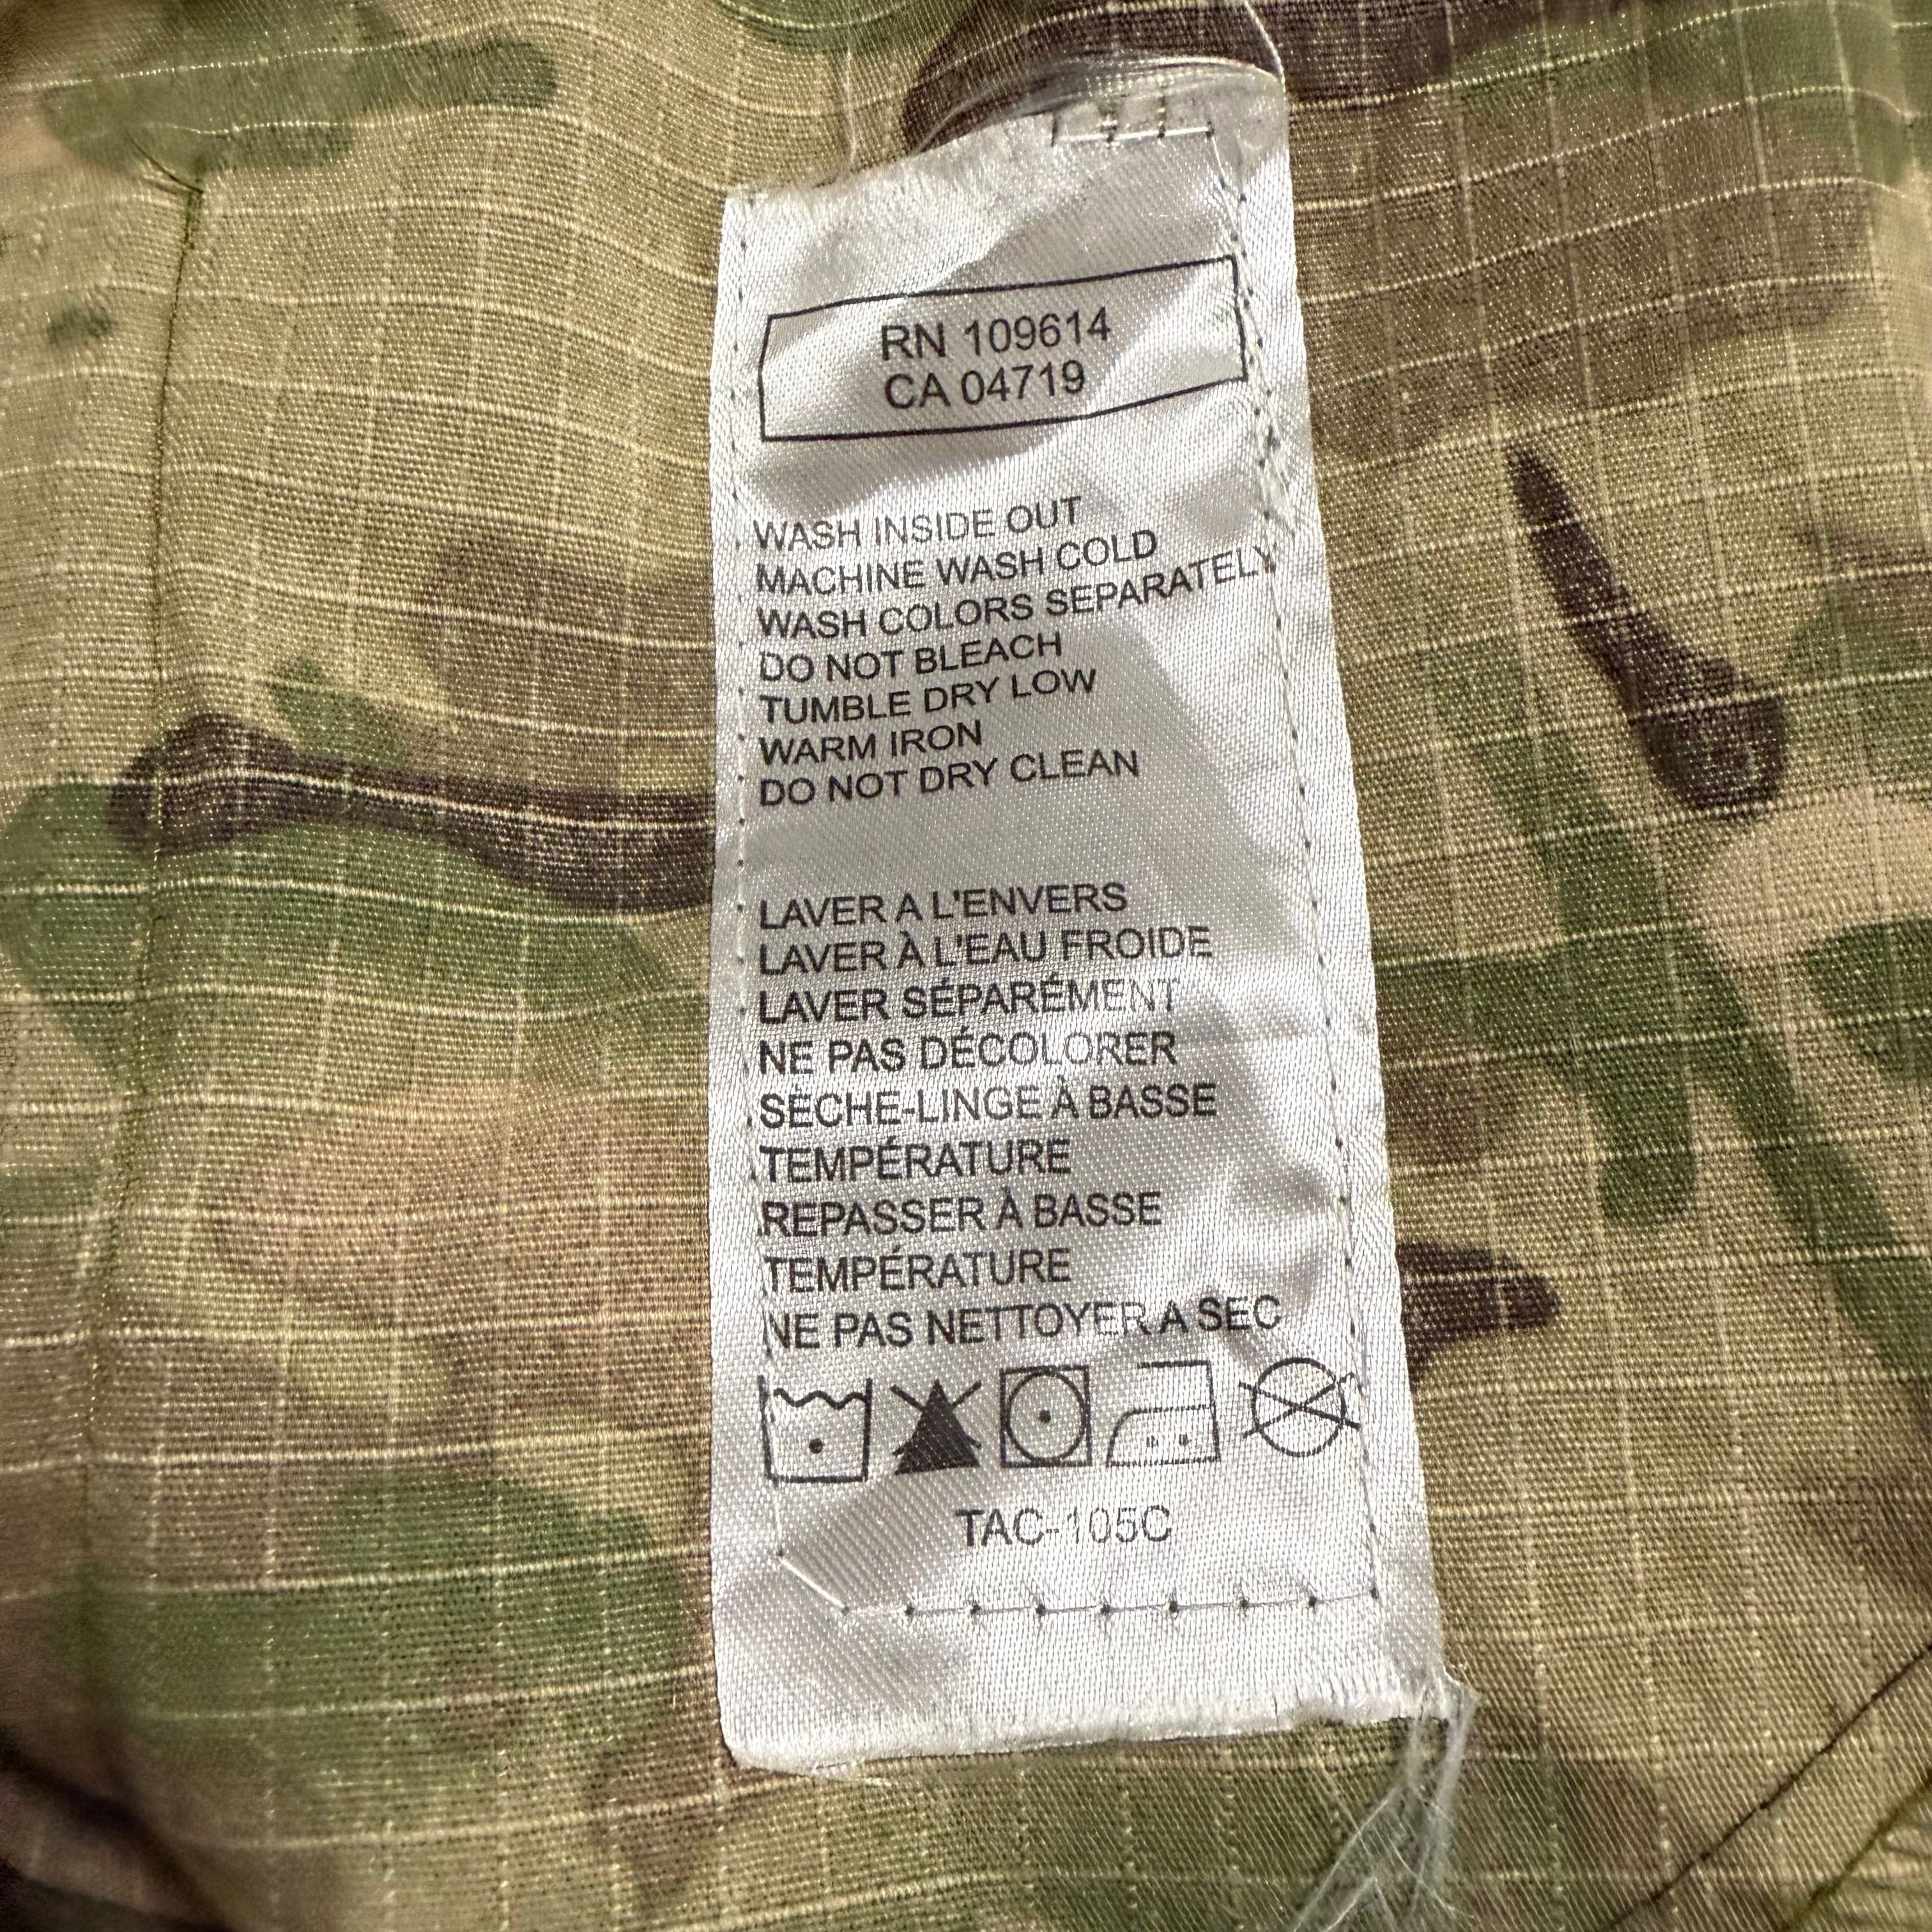 RN 109614
CA 04719
WASH INSIDE OUT
MACHINE WASH COLD
WASH COLORS SEPARATELY
DO NOT BLEACH
TUMBLE DRY LOW
WARM IRON
DO NOT DRY CLEAN
LAVER A L'ENVERS
LAVER À L'EAU FROIDE
LAVER SÉPARÉMENT
NE PAS DÉCOLORER
SÈCHE-LINGE À BASSE
TEMPÉRATURE
REPASSER À BASSE
TEMPÉRATURE
NE PAS NETTOYER A SEC
TAC-105C